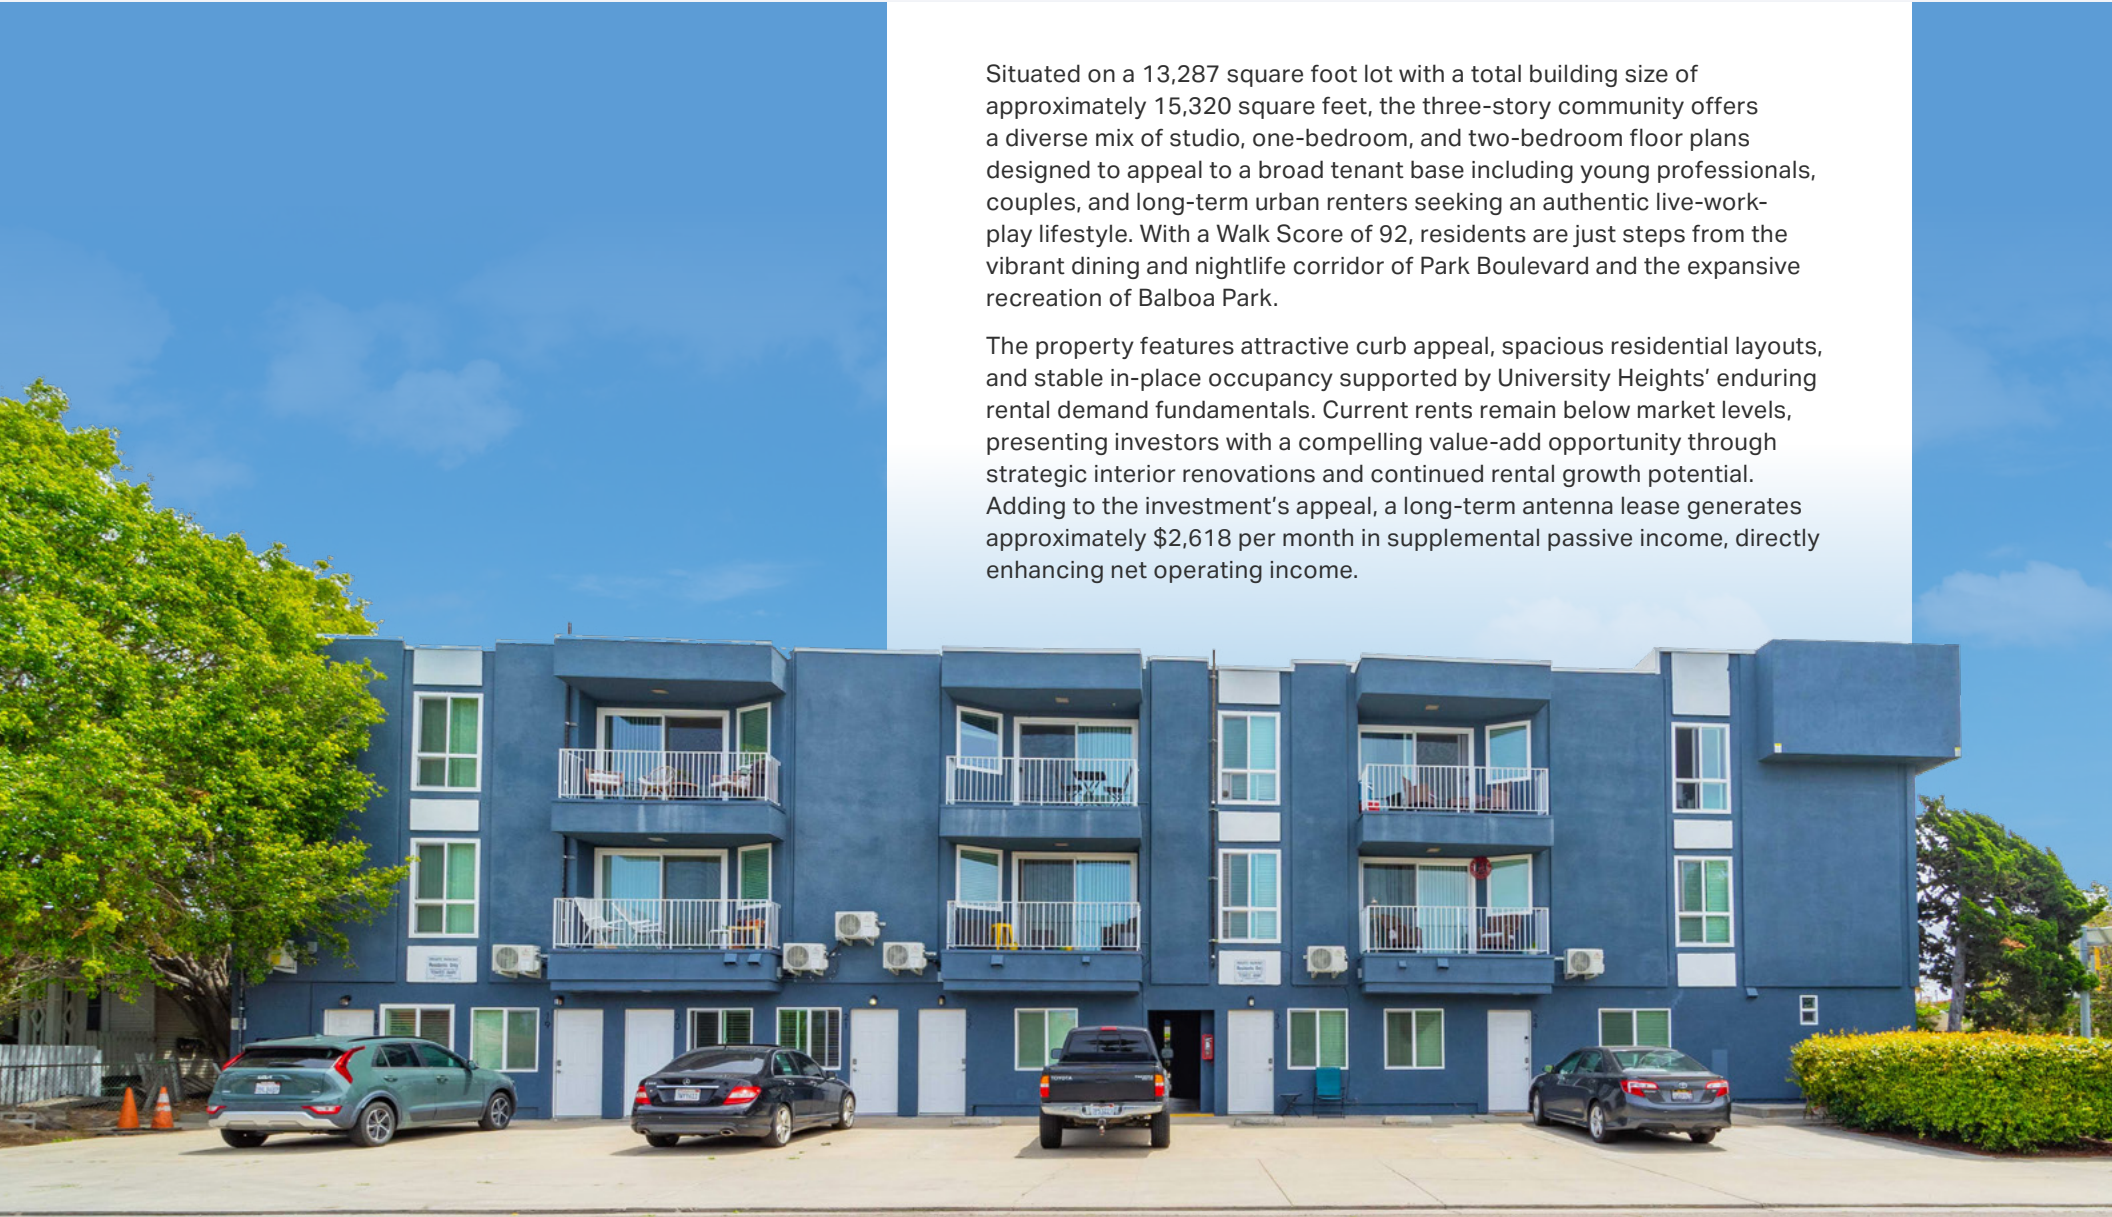 Situated on a 13,287 square foot lot with a total building size of
approximately 15,320 square feet, the three-story community offers
a diverse mix of studio, one-bedroom, and two-bedroom floor plans
designed to appeal to a broad tenant base including young professionals,
couples, and long-term urban renters seeking an authentic live-work-
play lifestyle. With a Walk Score of 92, residents are just steps from the
vibrant dining and nightlife corridor of Park Boulevard and the expansive
recreation of Balboa Park.
The property features attractive curb appeal, spacious residential layouts,
and stable in-place occupancy supported by University Heights’ enduring
rental demand fundamentals. Current rents remain below market levels,
presenting investors with a compelling value-add opportunity through
strategic interior renovations and continued rental growth potential.
Adding to the investment’s appeal, a long-term antenna lease generates
approximately $2,618 per month in supplemental passive income, directly
enhancing net operating income.
TOYOTA